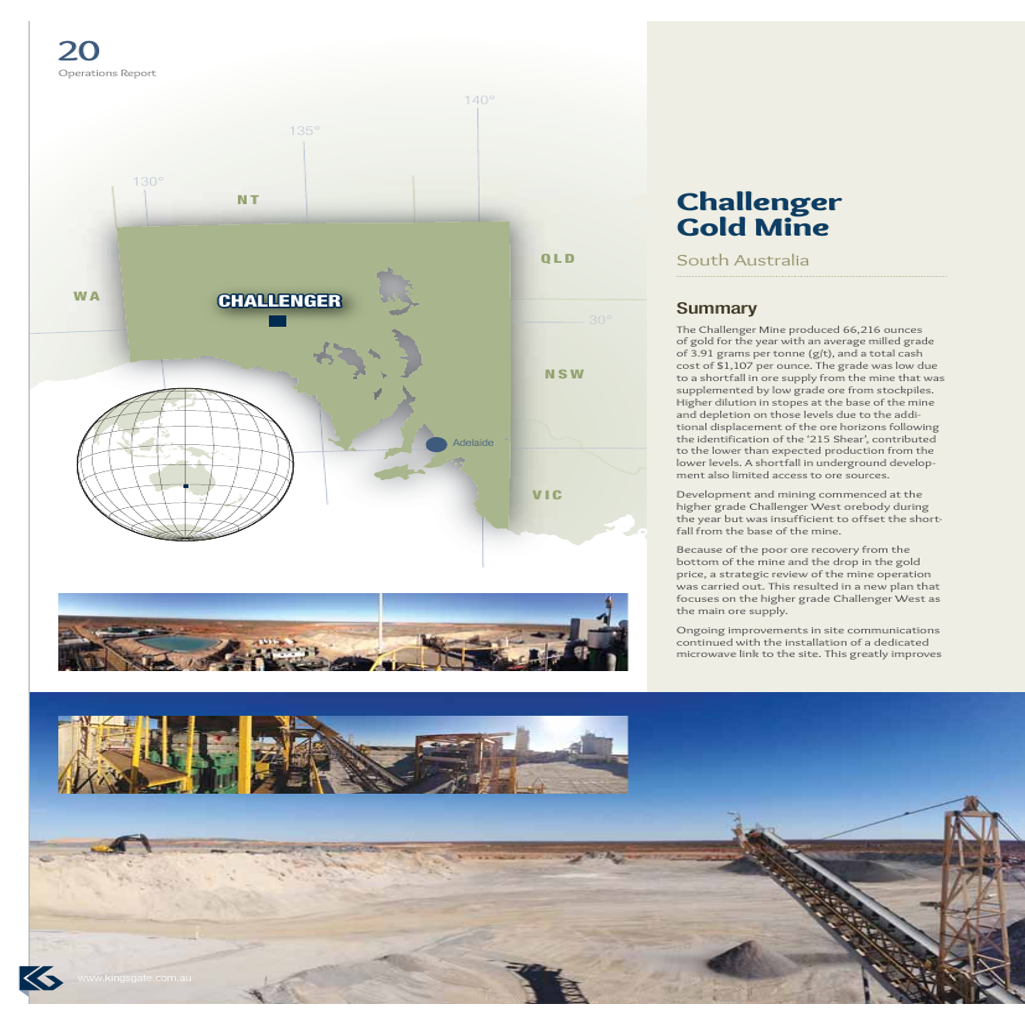 20
Operations Report
140°
135°
130°
NT
QLD
WA
CHALLENGER
30°
NSW
Adelaide
VIC
Challenger
Gold Mine
South Australia
Summary
The Challenger Mine produced 66,216 ounces
of gold for the year with an average milled grade
of 3.91 grams per tonne (g/t), and a total cash
cost of $1,107 per ounce. The grade was low due
to a shortfall in ore supply from the mine that was
supplemented by low grade ore from stockpiles.
Higher dilution in stopes at the base of the mine
and depletion on those levels due to the addi-
tional displacement of the ore horizons following
the identification of the ‘215 Shear’, contributed
to the lower than expected production from the
lower levels. A shortfall in underground develop-
ment also limited access to ore sources.
Development and mining commenced at the
higher grade Challenger West orebody during
the year but was insufficient to offset the short-
fall from the base of the mine.
Because of the poor ore recovery from the
bottom of the mine and the drop in the gold
price, a strategic review of the mine operation
was carried out. This resulted in a new plan that
focuses on the higher grade Challenger West as
the main ore supply.
Ongoing improvements in site communications
continued with the installation of a dedicated
microwave link to the site. This greatly improves
www.kingsgate.com.au